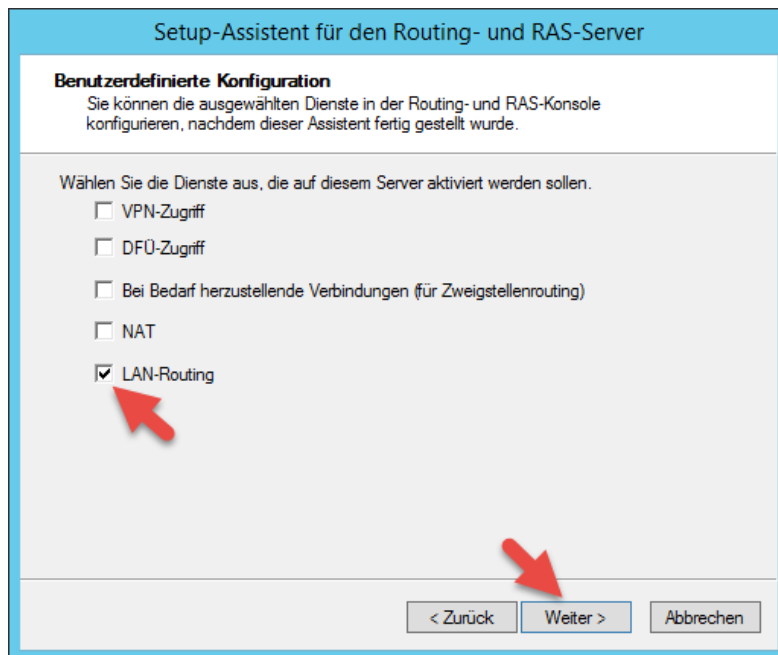 Setup-Assistent für den Routing- und RAS-Server
Benutzerdefinierte Konfiguration
Sie können die ausgewählten Dienste in der Routing- und RAS-Konsole
konfigurieren, nachdem dieser Assistent fertig gestellt wurde.
Wählen Sie die Dienste aus, die auf diesem Server aktiviert werden sollen.
VPN-Zugriff
DFÜ-Zugriff
Bei Bedarf herzustellende Verbindungen (für Zweigstellenrouting)
NAT
LAN-Routing
< Zurück Weiter > Abbrechen